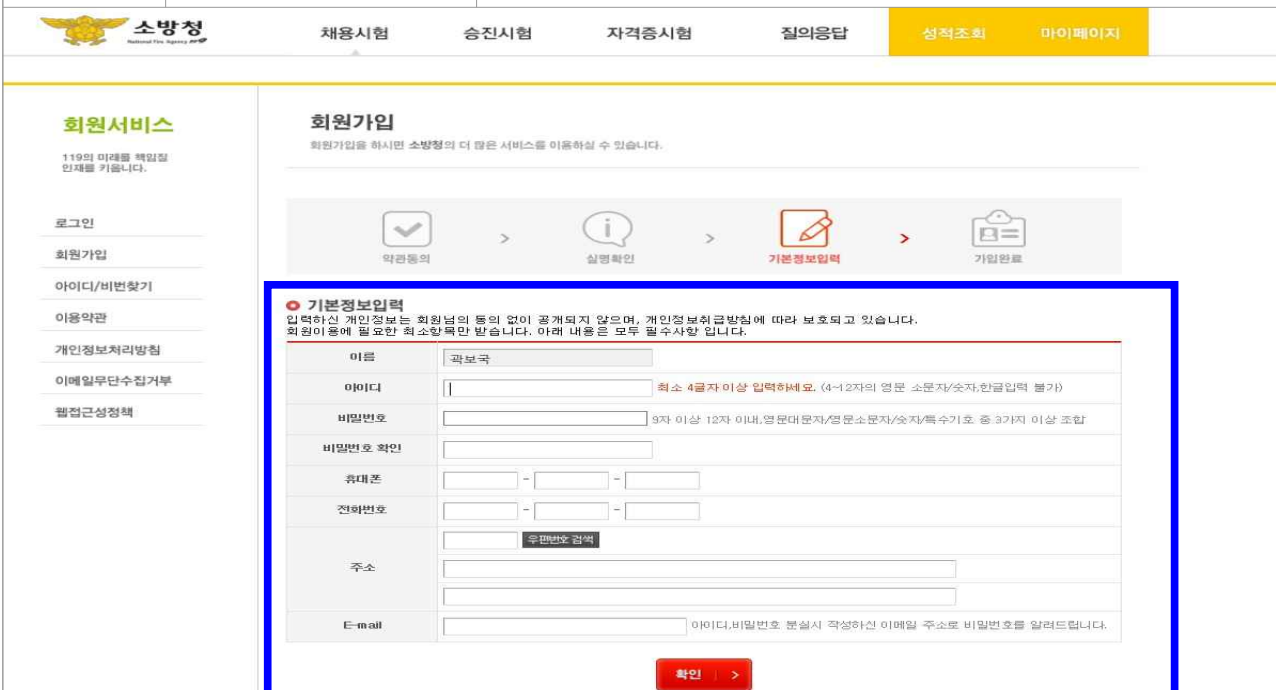 소방청
National Fire Agency 119
채용시험 승진시험 자격증시험 질의응답 성적조회 마이페이지
회원서비스
119의 미래를 책임질
인재를 키웁니다.
로그인
회원가입
아이디/비번찾기
이용약관
개인정보처리방침
이메일무단수집거부
웹접근성정책
회원가입
회원가입을 하시면 소방청의 더 많은 서비스를 이용하실 수 있습니다.
약관동의 > 실명확인 > 기본정보입력 > 가입완료
기본정보입력
입력하신 개인정보는 회원님의 동의 없이 공개되지 않으며, 개인정보취급방침에 따라 보호되고 있습니다.
회원이용에 필요한 최소항목만 받습니다. 아래 내용은 모두 필수사항 입니다.
이름 곽보국
아이디 최소 4글자 이상 입력하세요. (4~12자의 영문 소문자/숫자,한글입력 불가)
비밀번호 9자 이상 12자 이내,영문대문자/영문소문자/숫자/특수기호 중 3가지 이상 조합
비밀번호 확인
휴대폰 - -
전화번호 - -
주소 우편번호 검색
E-mail 아이디,비밀번호 분실시 작성하신 이메일 주소로 비밀번호를 알려드립니다.
확인 >